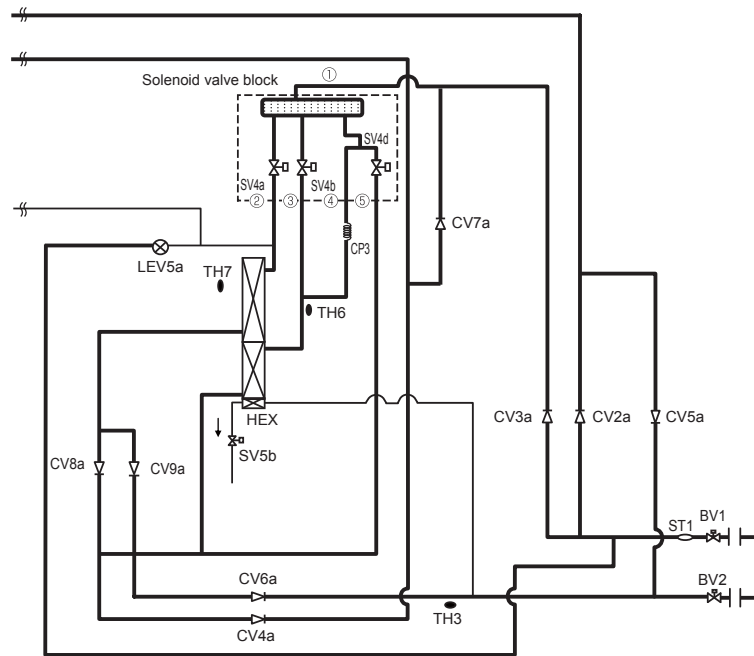 ①
Solenoid valve block
SV4d
SV4a
SV4b
②
③
④
⑤
CV7a
CP3
LEV5a
TH7
TH6
HEX
CV3a
CV2a
CV5a
SV5b
CV8a
CV9a
ST1
BV1
BV2
CV6a
TH3
CV4a